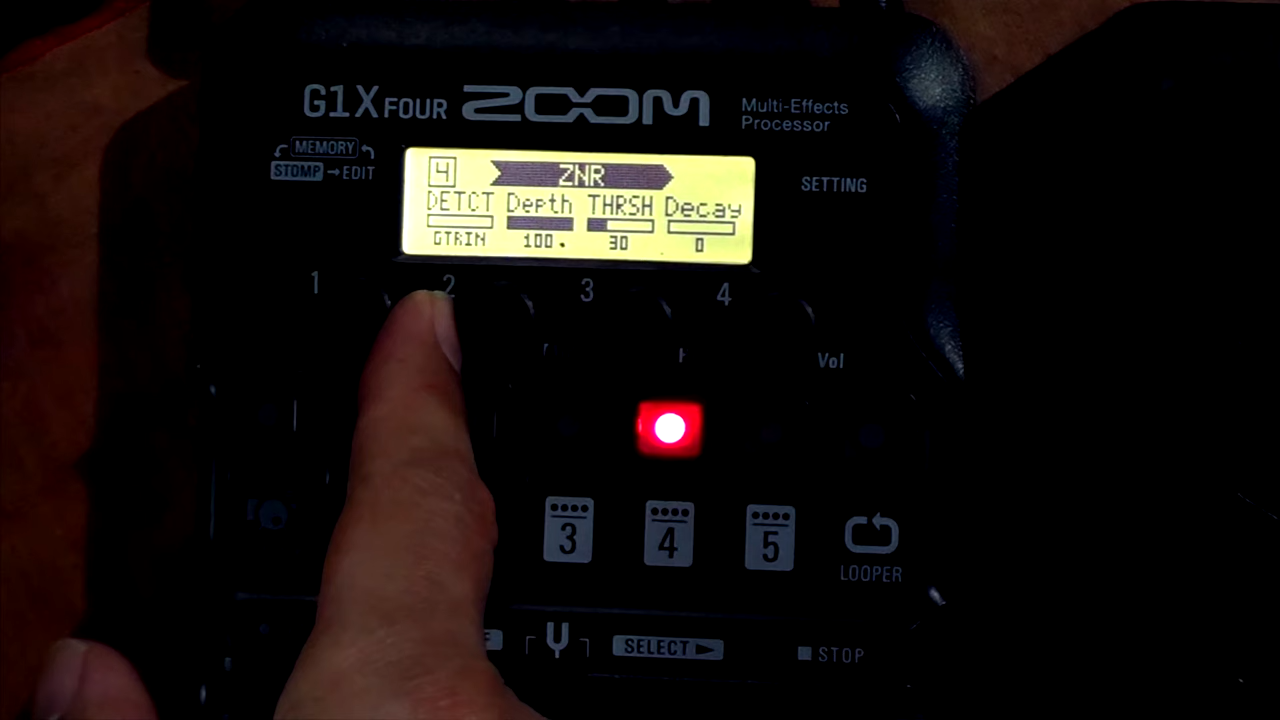 G1X FOUR ZOOM Multi-Effects Processor
MEMORY
STOMP → EDIT
SETTING
4 ZNR
DETCT Depth THRSH Decay
GTRIN 100. 30 0
1 2 3 4
Vol
3 4 5
LOOPER
SELECT
STOP